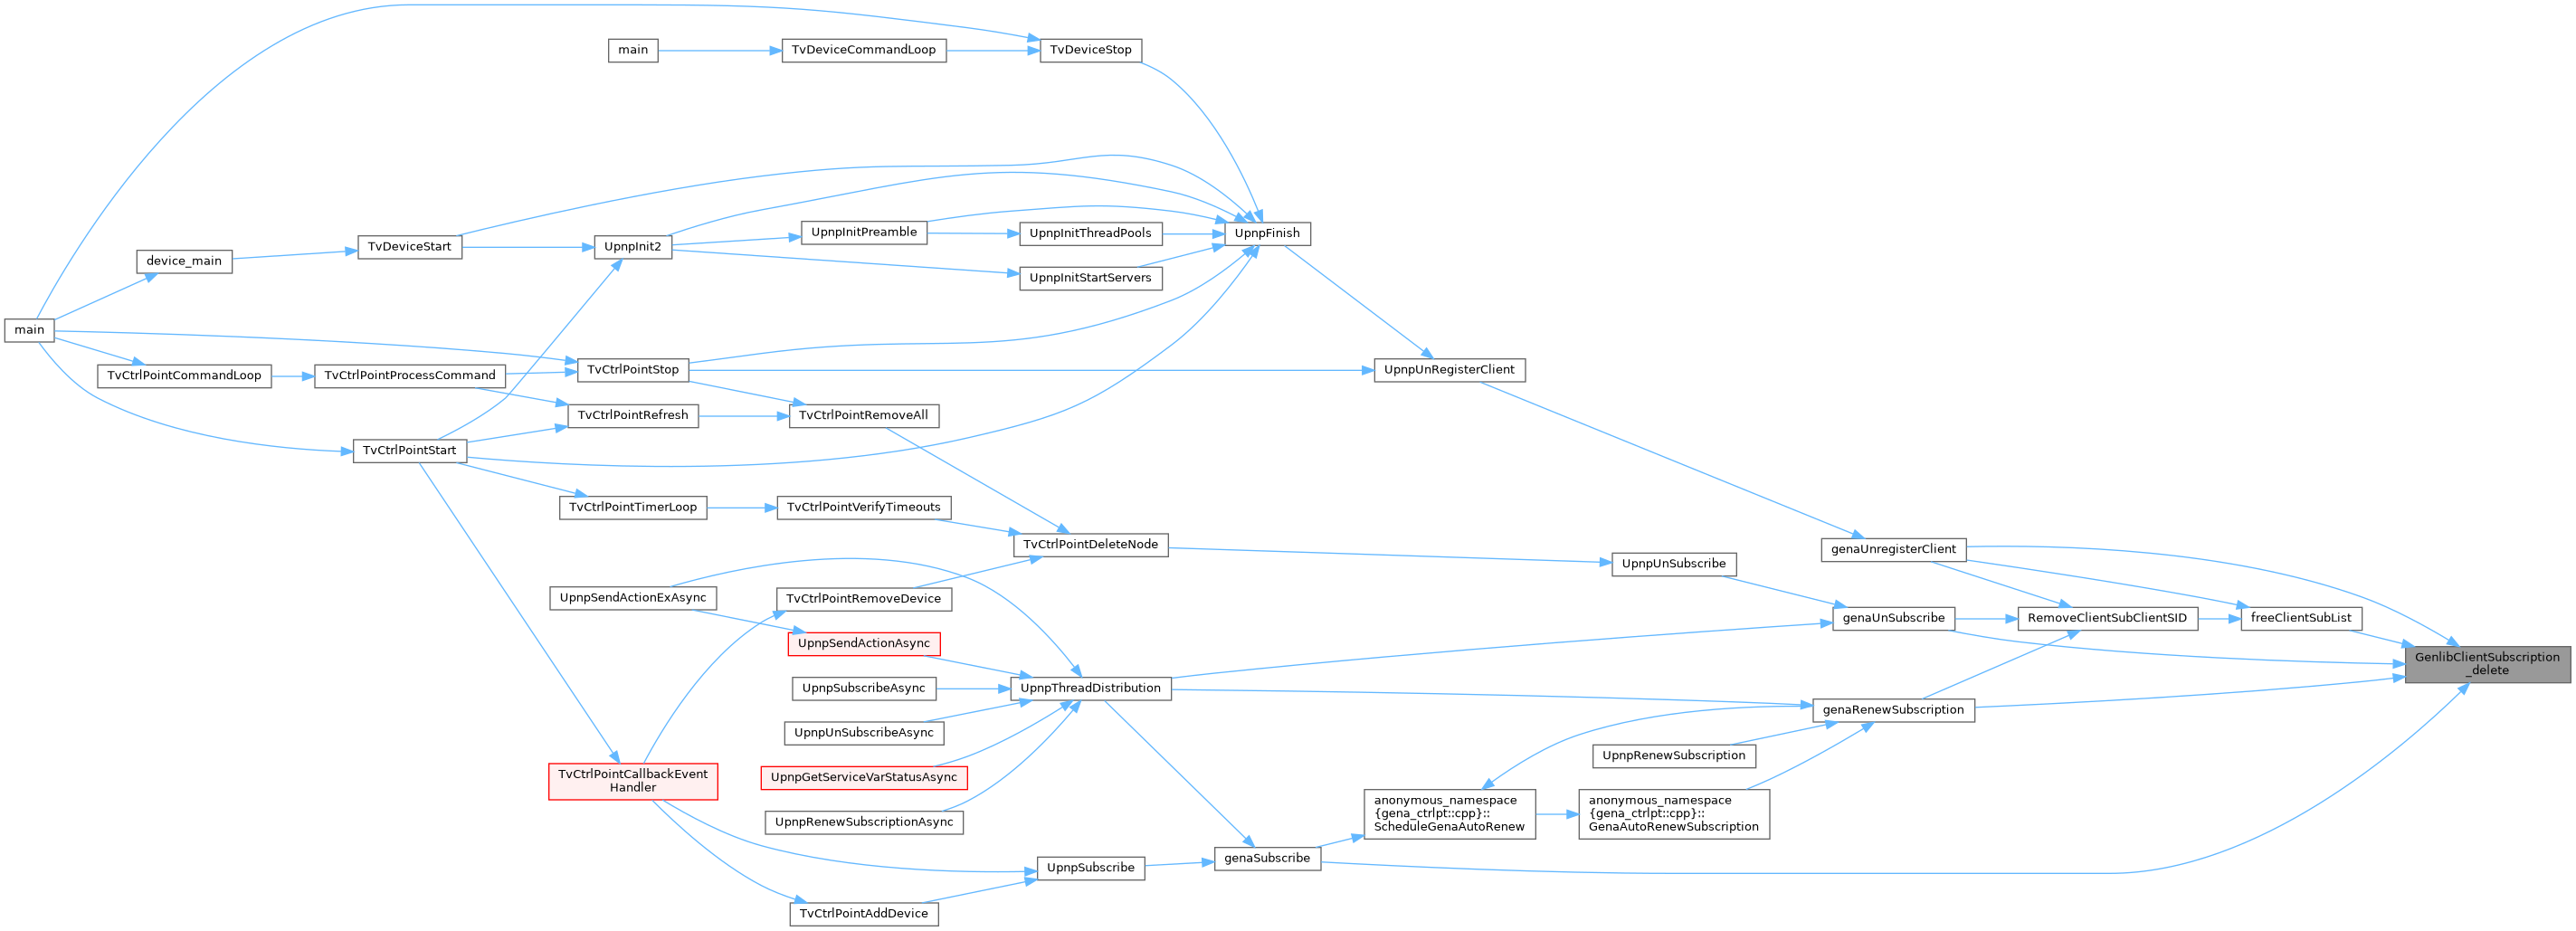 main
TvDeviceCommandLoop
TvDeviceStop
UpnpInitPreamble
UpnpInitThreadPools
UpnpFinish
TvDeviceStart
UpnpInit2
device_main
UpnpInitStartServers
main
TvCtrlPointStop
UpnpUnRegisterClient
TvCtrlPointCommandLoop
TvCtrlPointProcessCommand
TvCtrlPointRefresh
TvCtrlPointRemoveAll
TvCtrlPointStart
TvCtrlPointTimerLoop
TvCtrlPointVerifyTimeouts
TvCtrlPointDeleteNode
genaUnregisterClient
UpnpUnSubscribe
UpnpSendActionExAsync
TvCtrlPointRemoveDevice
genaUnSubscribe
RemoveClientSubClientSID
freeClientSubList
UpnpSendActionAsync
GenlibClientSubscription
_delete
UpnpSubscribeAsync
UpnpThreadDistribution
genaRenewSubscription
UpnpUnSubscribeAsync
UpnpRenewSubscription
TvCtrlPointCallbackEvent
Handler
UpnpGetServiceVarStatusAsync
anonymous_namespace
{gena_ctrlpt::cpp}::
ScheduleGenaAutoRenew
anonymous_namespace
{gena_ctrlpt::cpp}::
GenaAutoRenewSubscription
UpnpRenewSubscriptionAsync
genaSubscribe
UpnpSubscribe
TvCtrlPointAddDevice